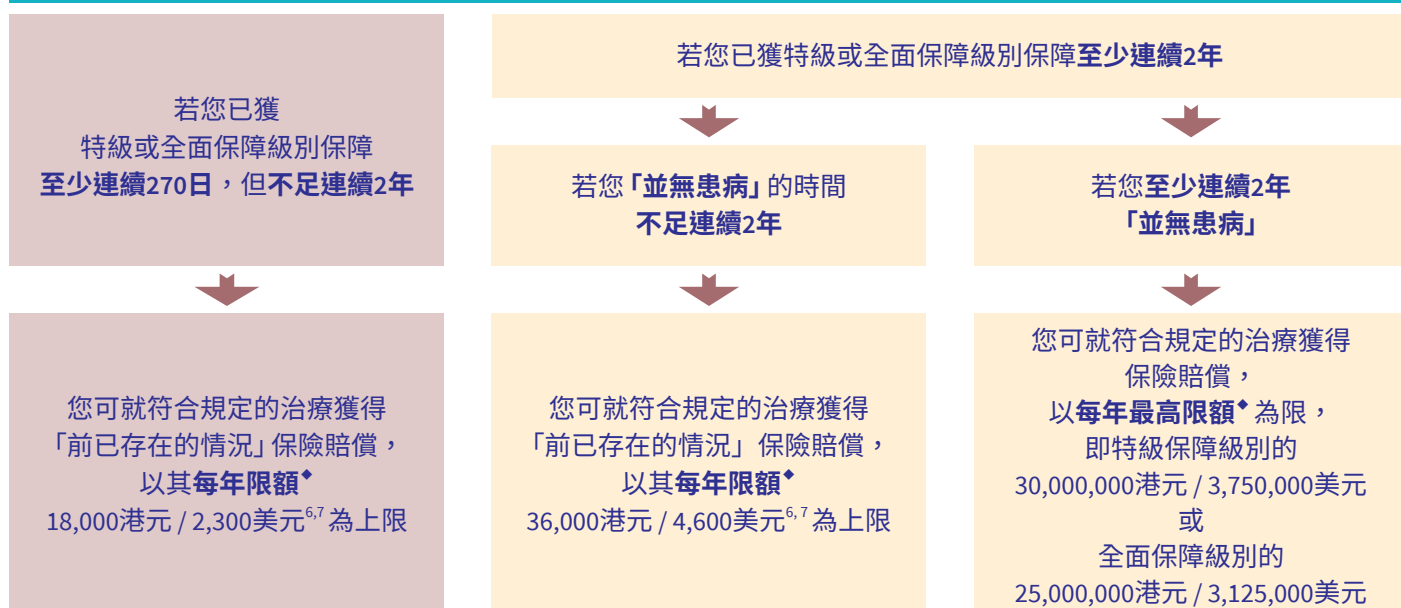 若您已獲
特級或全面保障級別保障
至少連續270日，但不足連續2年
您可就符合規定的治療獲得
「前已存在的情況」保險賠償，
以其每年限額◆
18,000港元 / 2,300美元6,7 為上限
若您已獲特級或全面保障級別保障至少連續2年
若您「並無患病」的時間
不足連續2年
您可就符合規定的治療獲得
「前已存在的情況」保險賠償，
以其每年限額◆
36,000港元 / 4,600美元6, 7 為上限
若您至少連續2年
「並無患病」
您可就符合規定的治療獲得
保險賠償，
以每年最高限額◆ 為限，
即特級保障級別的
30,000,000港元 / 3,750,000美元
或
全面保障級別的
25,000,000港元 / 3,125,000美元